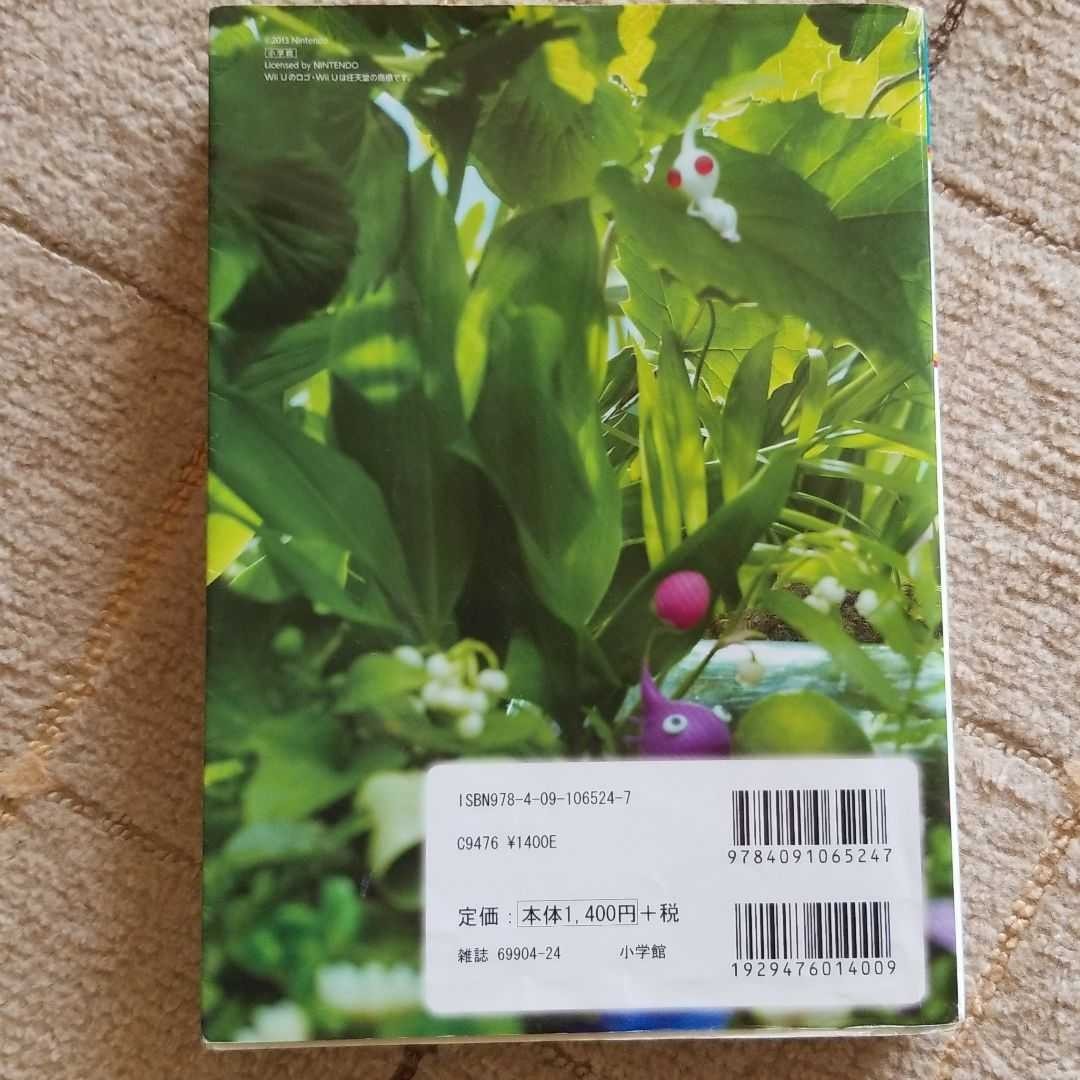 ©2013 Nintendo
小学館
Licensed by NINTENDO
Wii Uのロゴ・Wii Uは任天堂の商標です。
ISBN978-4-09-106524-7
C9476 ¥1400E
9784091065247
定価：本体1,400円＋税
雑誌 69904-24 小学館
1929476014009